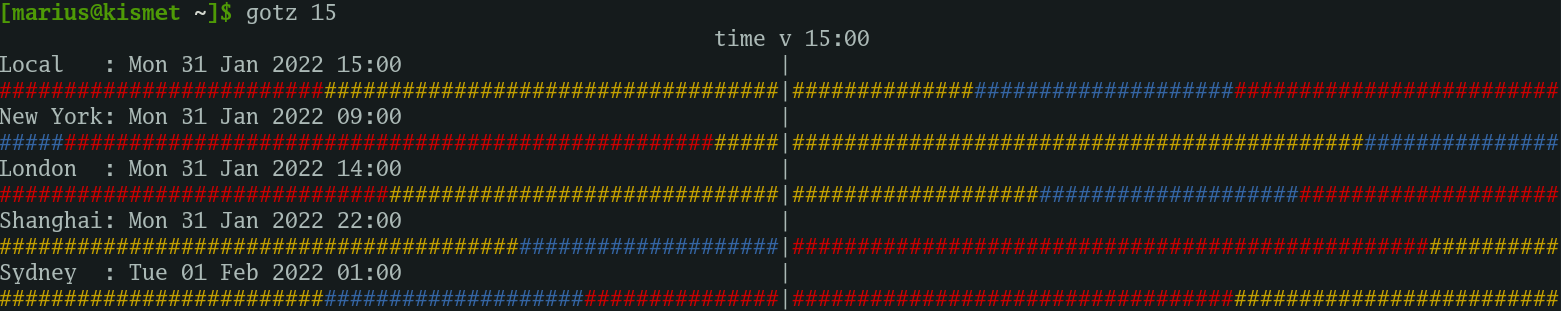 [marius@kismet ~]$ gotz 15
time v 15:00
Local   : Mon 31 Jan 2022 15:00 |
############################################################|###########################################################
New York: Mon 31 Jan 2022 09:00 |
############################################################|###########################################################
London  : Mon 31 Jan 2022 14:00 |
############################################################|###########################################################
Shanghai: Mon 31 Jan 2022 22:00 |
############################################################|###########################################################
Sydney  : Tue 01 Feb 2022 01:00 |
############################################################|###########################################################